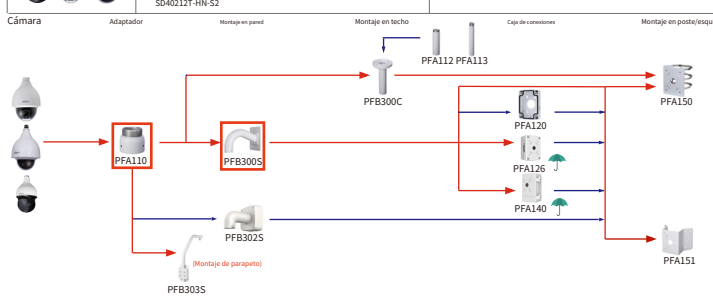 SD40212T-HN-S2
Cámara
Adaptador
Montaje en pared
Montaje en techo
Caja de conexiones
Montaje en poste/esqu
PFA112 PFA113
PFB300C
PFA150
PFA120
PFA110
PFB300S
PFA126
PFA140
PFB302S
PFA151
(Montaje de parapeto)
PFB303S